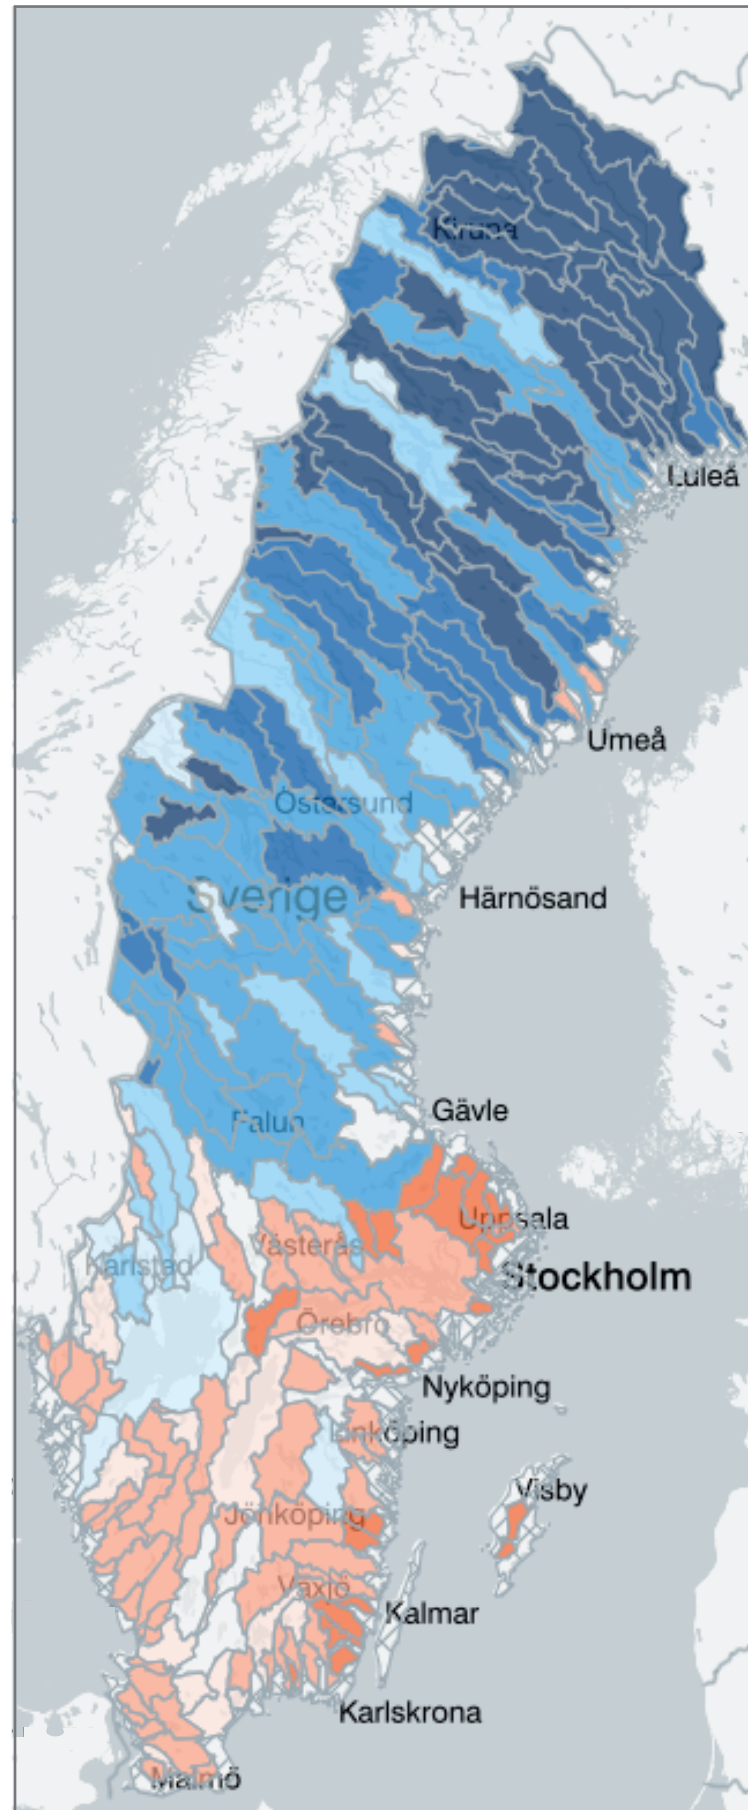 Kiruna
Luleå
Umeå
Östersund
Sverige
Härnösand
Gävle
Falun
Uppsala
Västerås
Karlstad
Stockholm
Örebro
Nyköping
Linköping
Visby
Jönköping
Växjö
Kalmar
Karlskrona
Malmö